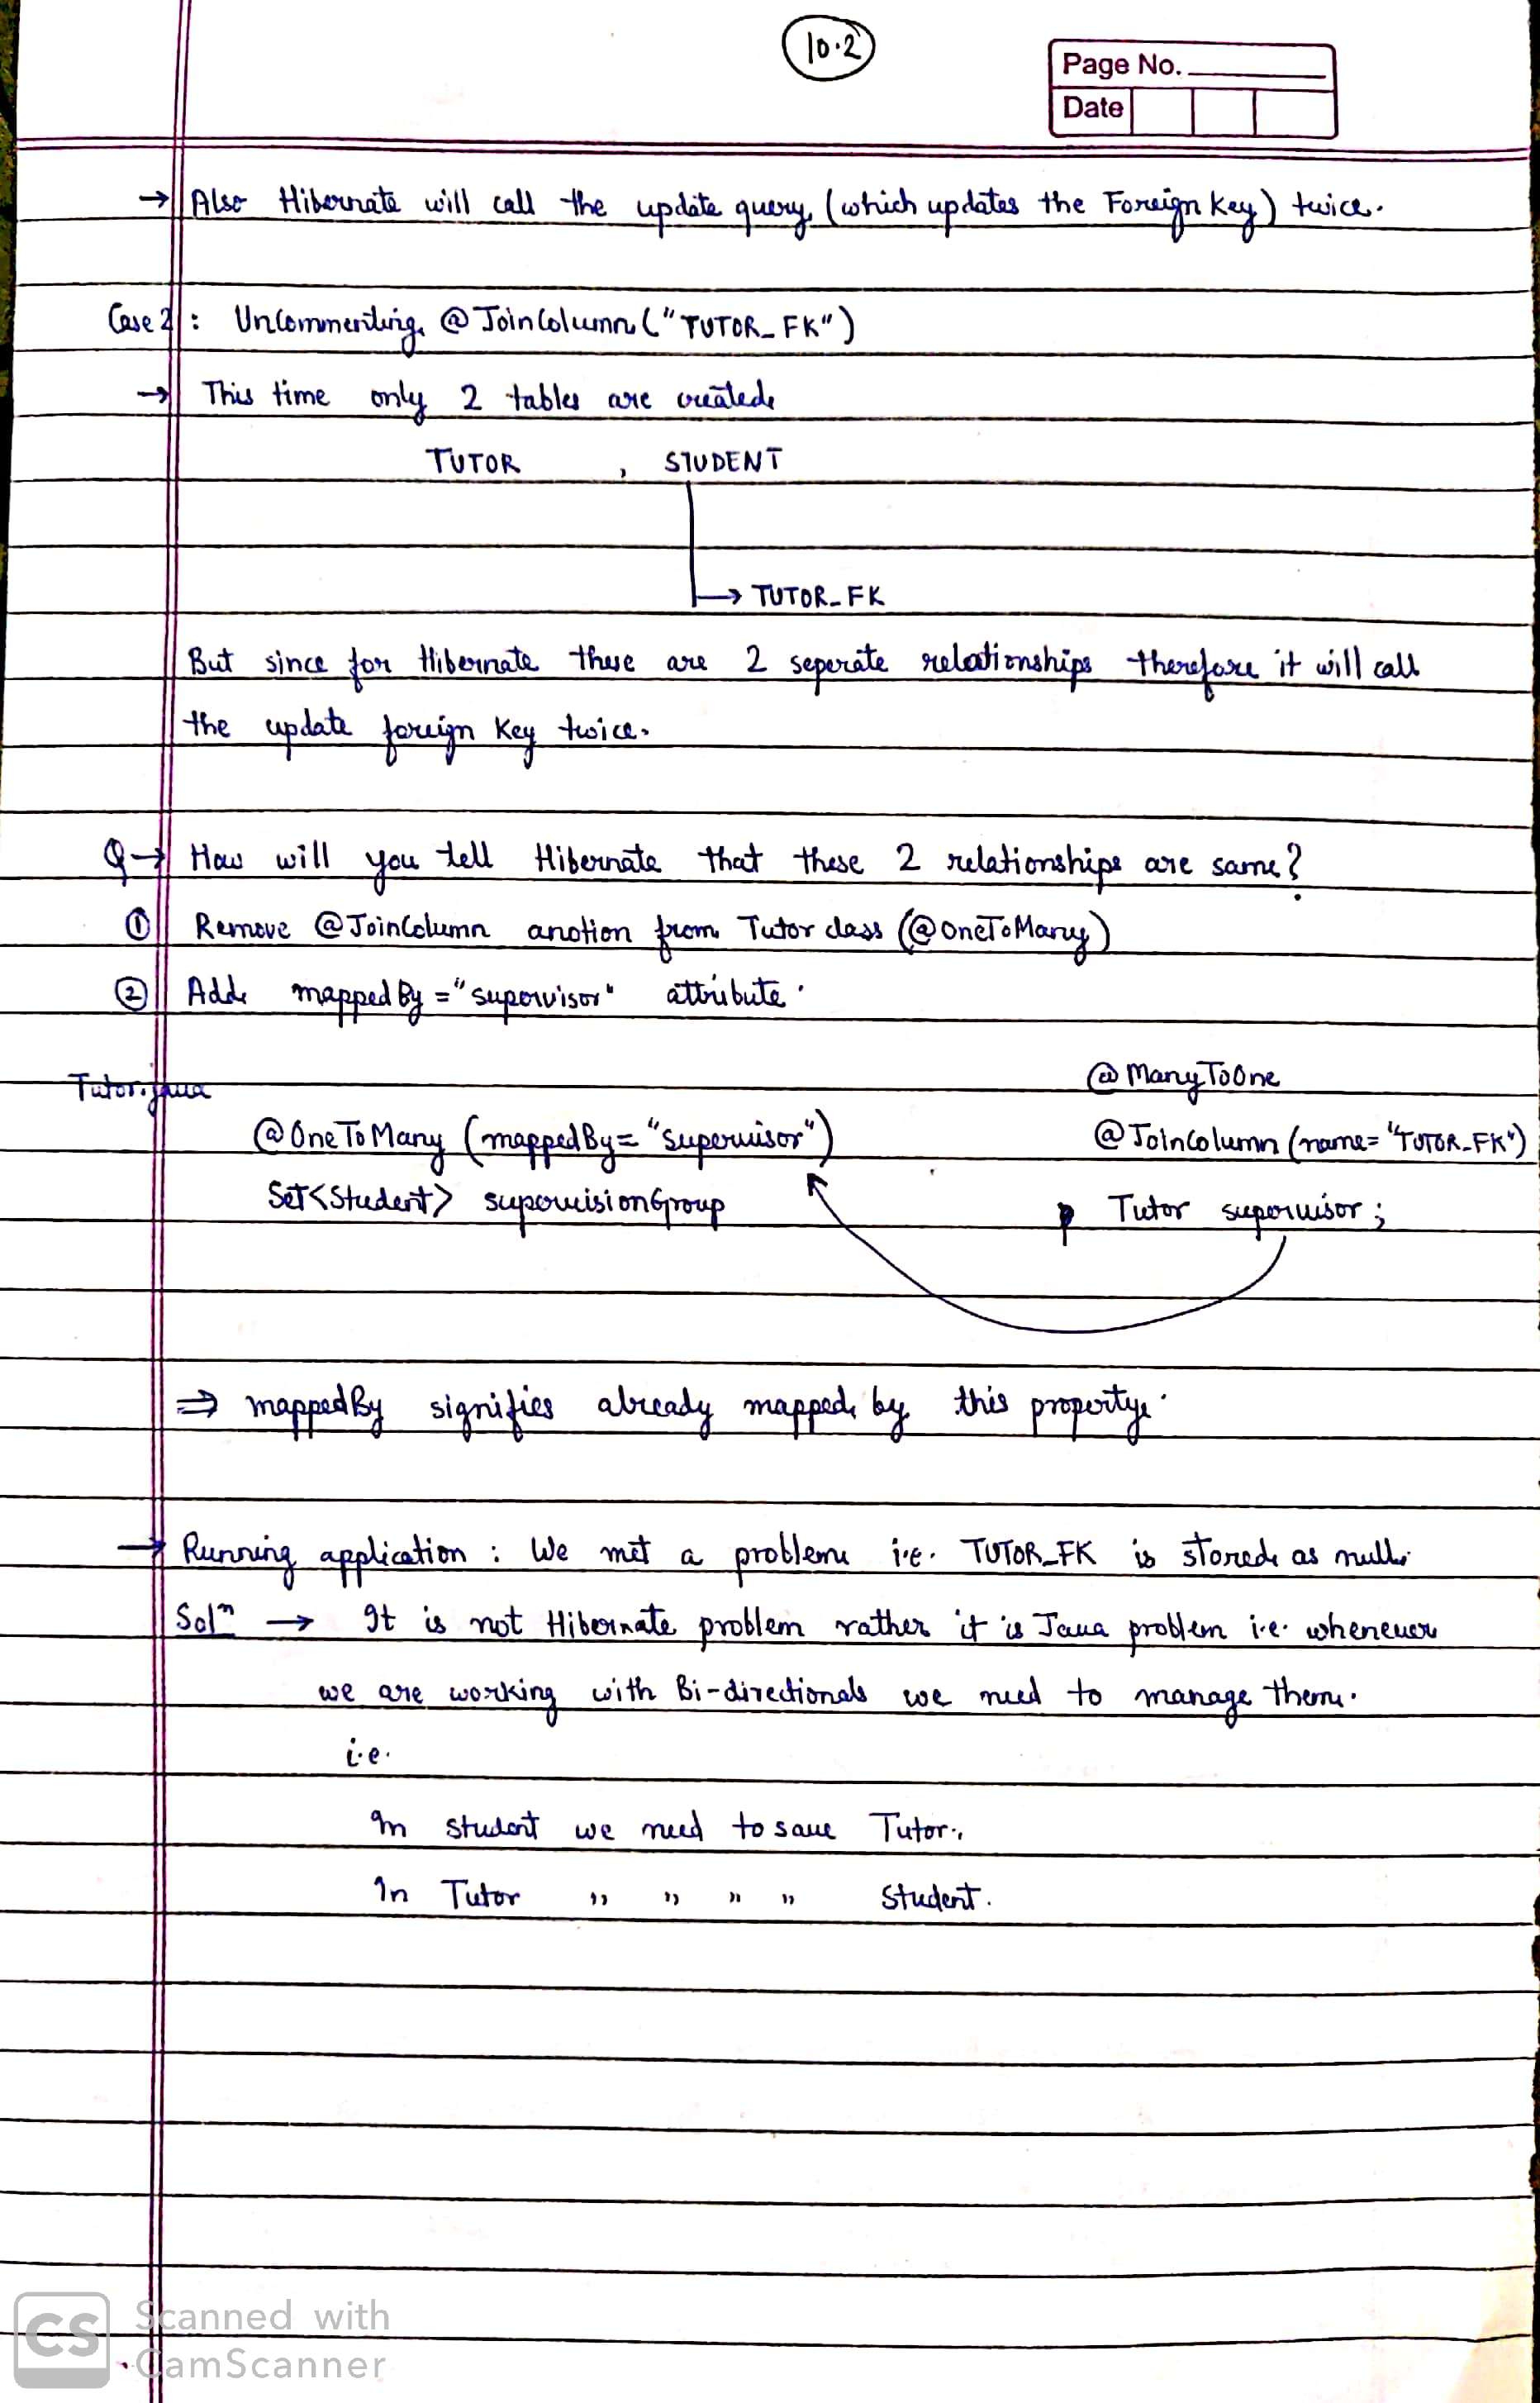 10.2
Page No.
Date
→ Also Hibernate will call the update query (which updates the Foreign Key) twice.
Case 2 : Uncommenting @JoinColumn("TUTOR_FK")
→ This time only 2 tables are created
TUTOR , STUDENT
→ TUTOR_FK
But since for Hibernate these are 2 seperate relationships therefore it will call
the update foreign key twice.
Q → How will you tell Hibernate that these 2 relationships are same?
① Remove @JoinColumn anotion from Tutor class (@OneToMany)
② Add mappedBy="supervisor" attribute.
Tutor.java
@ManyToOne
@OneToMany (mappedBy= "supervisor") @JoinColumn (name= "TUTOR_FK")
Set<Student> supervisionGroup Tutor supervisor;
⇒ mappedBy signifies already mapped by this property.
→ Running application : We met a problem i.e. TUTOR_FK is stored as null.
Solⁿ → It is not Hibernate problem rather it is Java problem i.e. whenever
we are working with Bi-directionals we need to manage them.
i.e.
In student we need to save Tutor.
In Tutor " " " " Student.
CS Scanned with
CamScanner